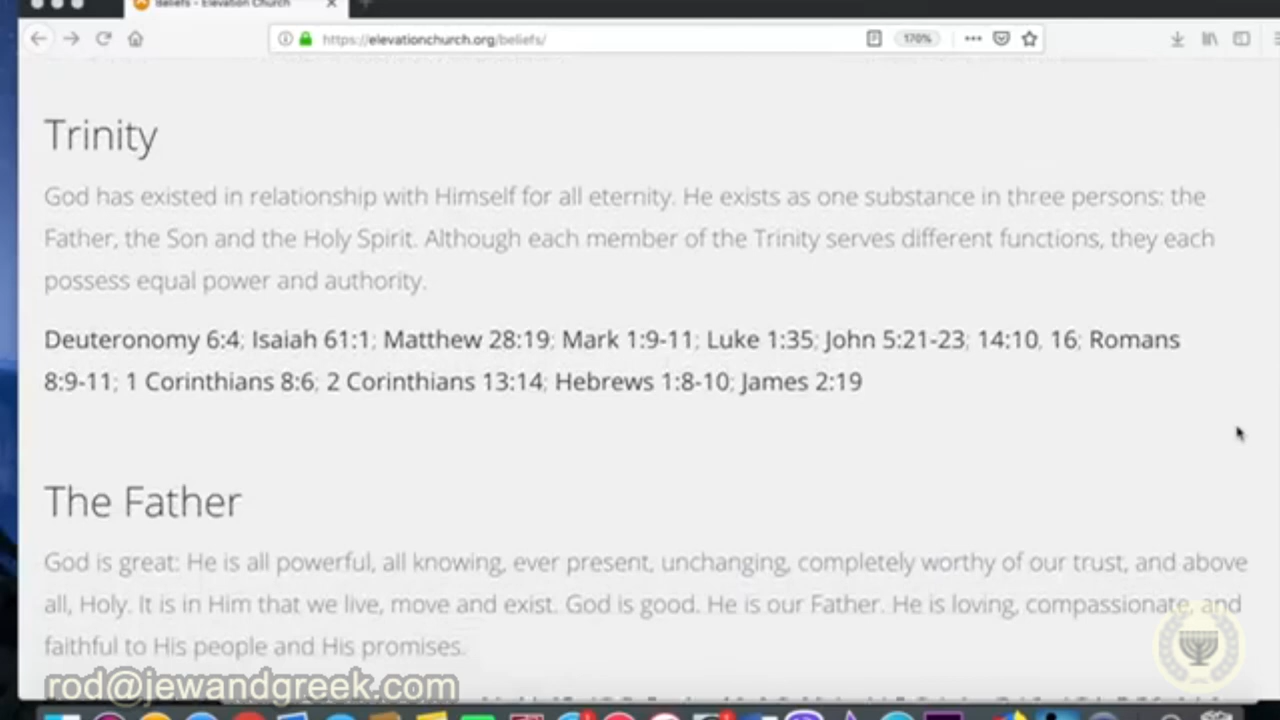 Beliefs - Elevation Church
https://elevationchurch.org/beliefs/
170%
Trinity
God has existed in relationship with Himself for all eternity. He exists as one substance in three persons: the
Father, the Son and the Holy Spirit. Although each member of the Trinity serves different functions, they each
possess equal power and authority.
Deuteronomy 6:4; Isaiah 61:1; Matthew 28:19; Mark 1:9-11; Luke 1:35; John 5:21-23; 14:10, 16; Romans
8:9-11; 1 Corinthians 8:6; 2 Corinthians 13:14; Hebrews 1:8-10; James 2:19
The Father
God is great: He is all powerful, all knowing, ever present, unchanging, completely worthy of our trust, and above
all, Holy. It is in Him that we live, move and exist. God is good. He is our Father. He is loving, compassionate, and
faithful to His people and His promises.
rod@jewandgreek.com